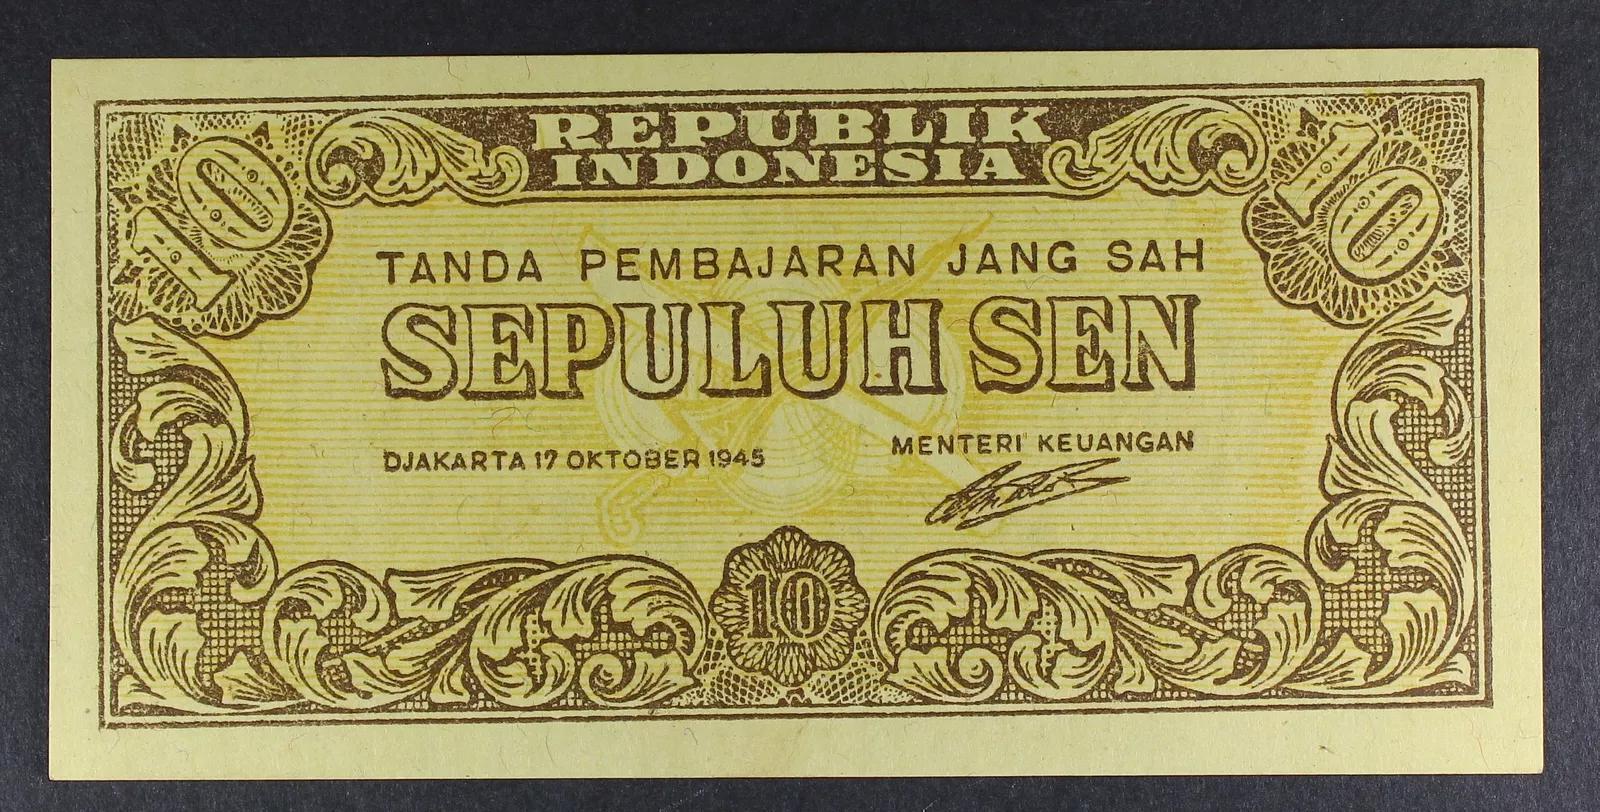 10
REPUBLIK
INDONESIA
10
TANDA PEMBAJARAN JANG SAH
SEPULUH SEN
DJAKARTA 17 OKTOBER 1945
MENTERI KEUANGAN
10